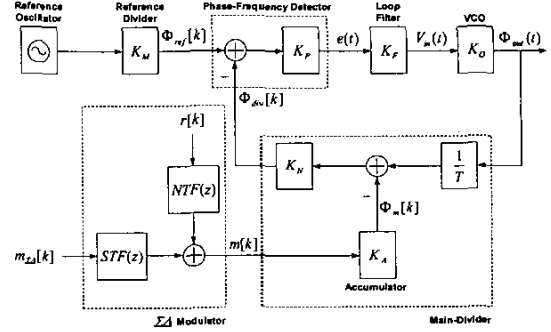 Reference Oscillator
Reference Divider
Phase-Frequency Detector
Loop Filter
VCO
K_M
Φ_ref[k]
K_P
e(t)
K_F
V_in(t)
K_O
Φ_out(t)
Φ_div[k]
r[k]
NTF(z)
K_N
1/T
Φ_m[k]
m_ΣΔ[k]
STF(z)
m[k]
K_A
Accumulator
ΣΔ Modulator
Main-Divider